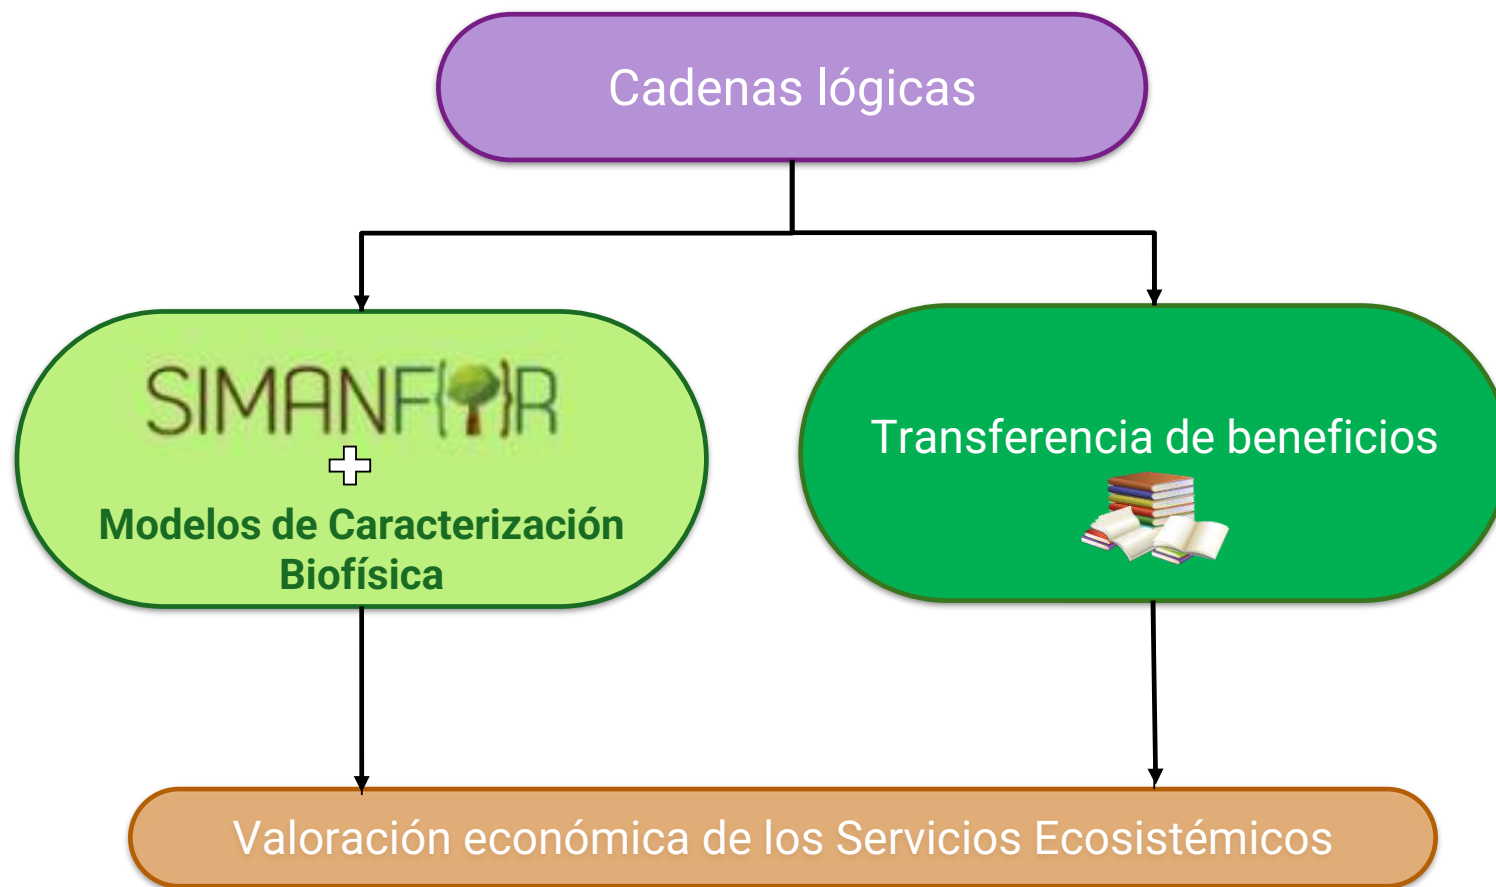 Cadenas lógicas
SIMANFOR
Modelos de Caracterización
Biofísica
Transferencia de beneficios
Valoración económica de los Servicios Ecosistémicos